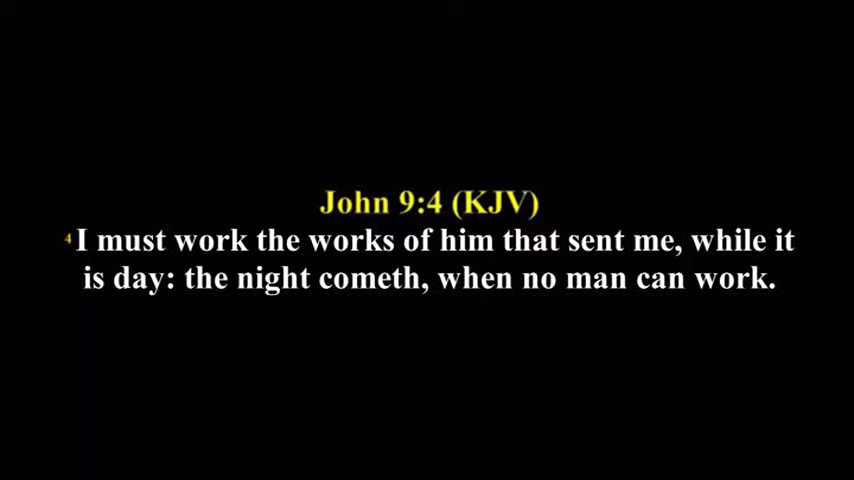 John 9:4 (KJV)
4 I must work the works of him that sent me, while it
is day: the night cometh, when no man can work.